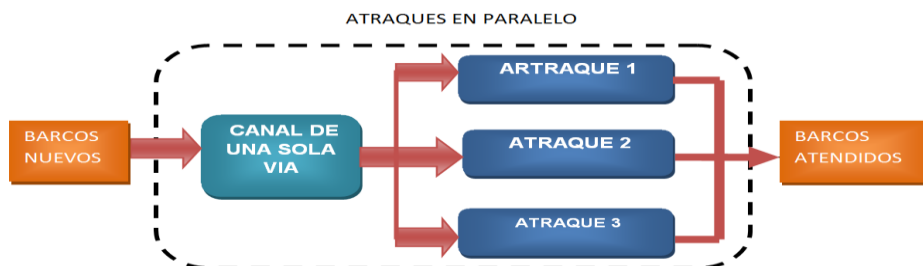 ATRAQUES EN PARALELO
BARCOS
NUEVOS
CANAL DE
UNA SOLA
VIA
ARTRAQUE 1
ATRAQUE 2
ATRAQUE 3
BARCOS
ATENDIDOS